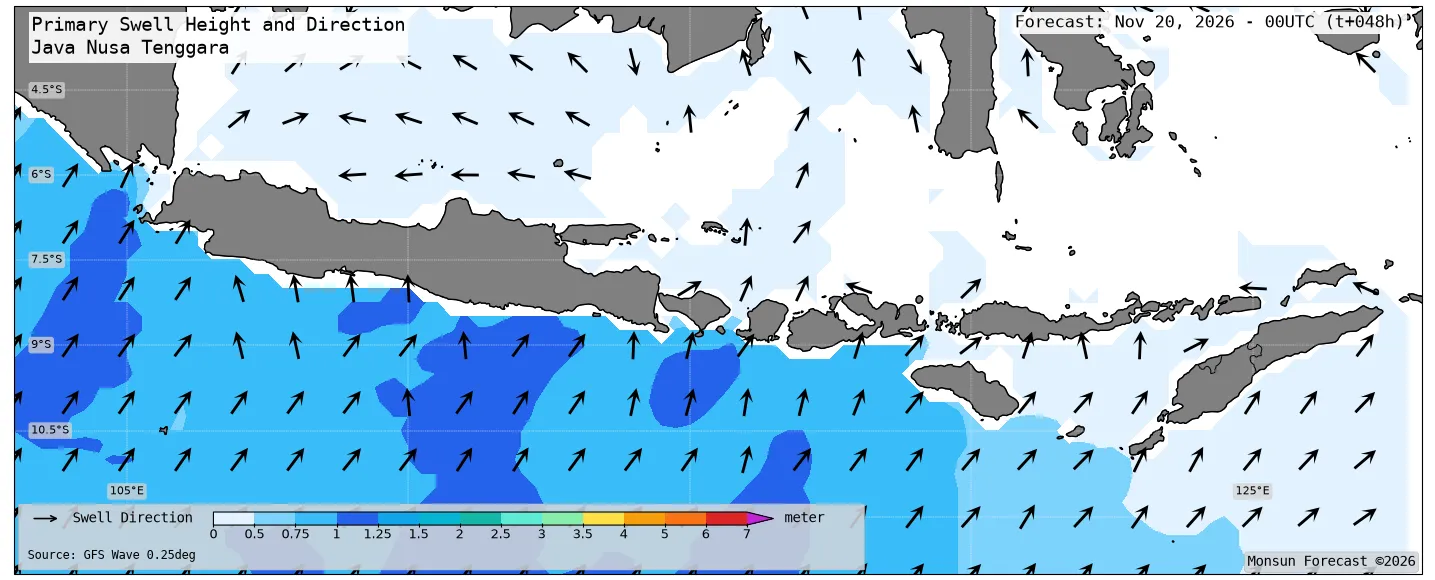 Primary Swell Height and Direction
Java Nusa Tenggara
Forecast: Nov 20, 2026 - 00UTC (t+048h)
4.5°S
6°S
7.5°S
9°S
10.5°S
105°E
125°E
Swell Direction
0 0.5 0.75 1 1.25 1.5 2 2.5 3 3.5 4 5 6 7
meter
Source: GFS Wave 0.25deg
Monsun Forecast ©2026